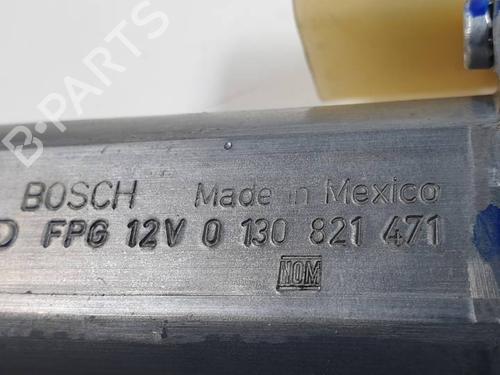 BOSCH Made in Mexico
D FPG 12V 0 130 821 471
NOM
B-PARTS